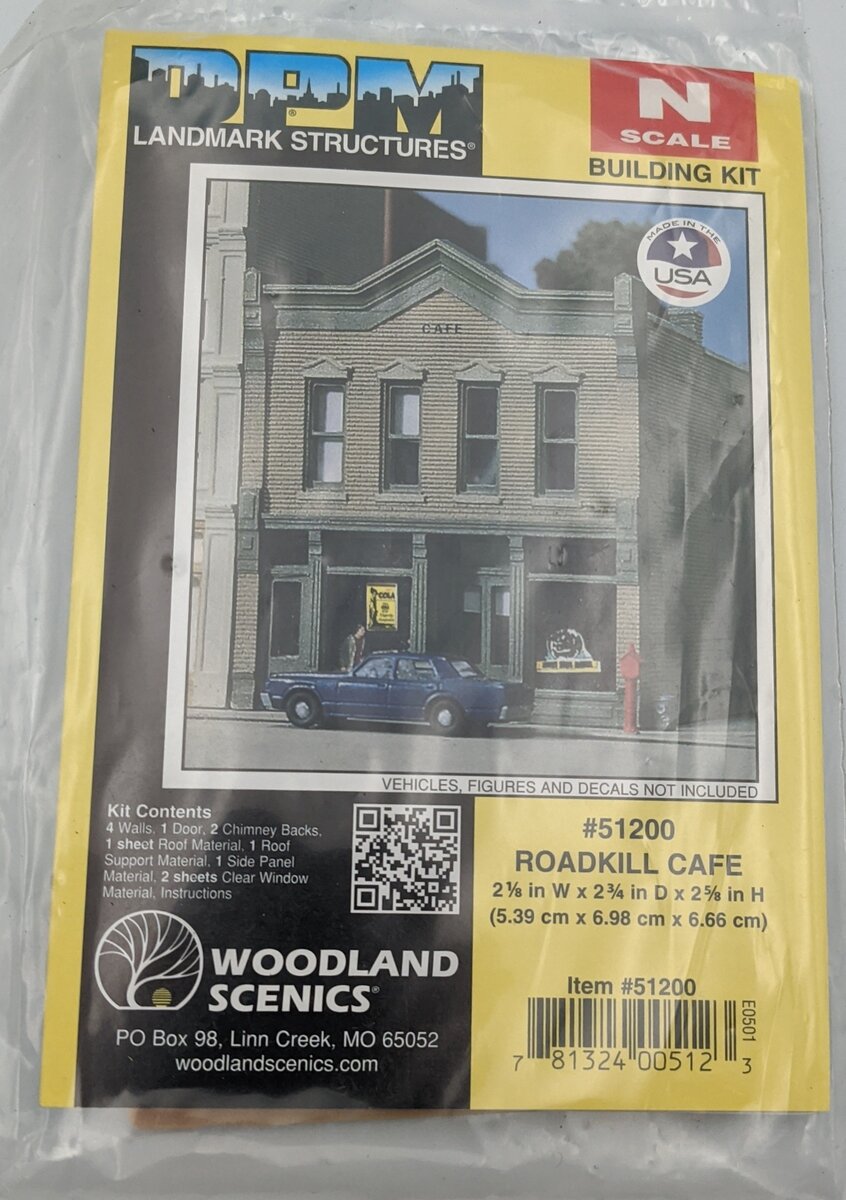 DPM
LANDMARK STRUCTURES®
N
SCALE
BUILDING KIT
MADE IN THE
USA
CAFE
COLA
VEHICLES, FIGURES AND DECALS NOT INCLUDED
Kit Contents
4 Walls, 1 Door, 2 Chimney Backs,
1 sheet Roof Material, 1 Roof
Support Material, 1 Side Panel
Material, 2 sheets Clear Window
Material, Instructions
#51200
ROADKILL CAFE
2⅛ in W x 2¾ in D x 2⅝ in H
(5.39 cm x 6.98 cm x 6.66 cm)
WOODLAND
SCENICS®
PO Box 98, Linn Creek, MO 65052
woodlandscenics.com
Item #51200
E0501
7 81324 00512 3